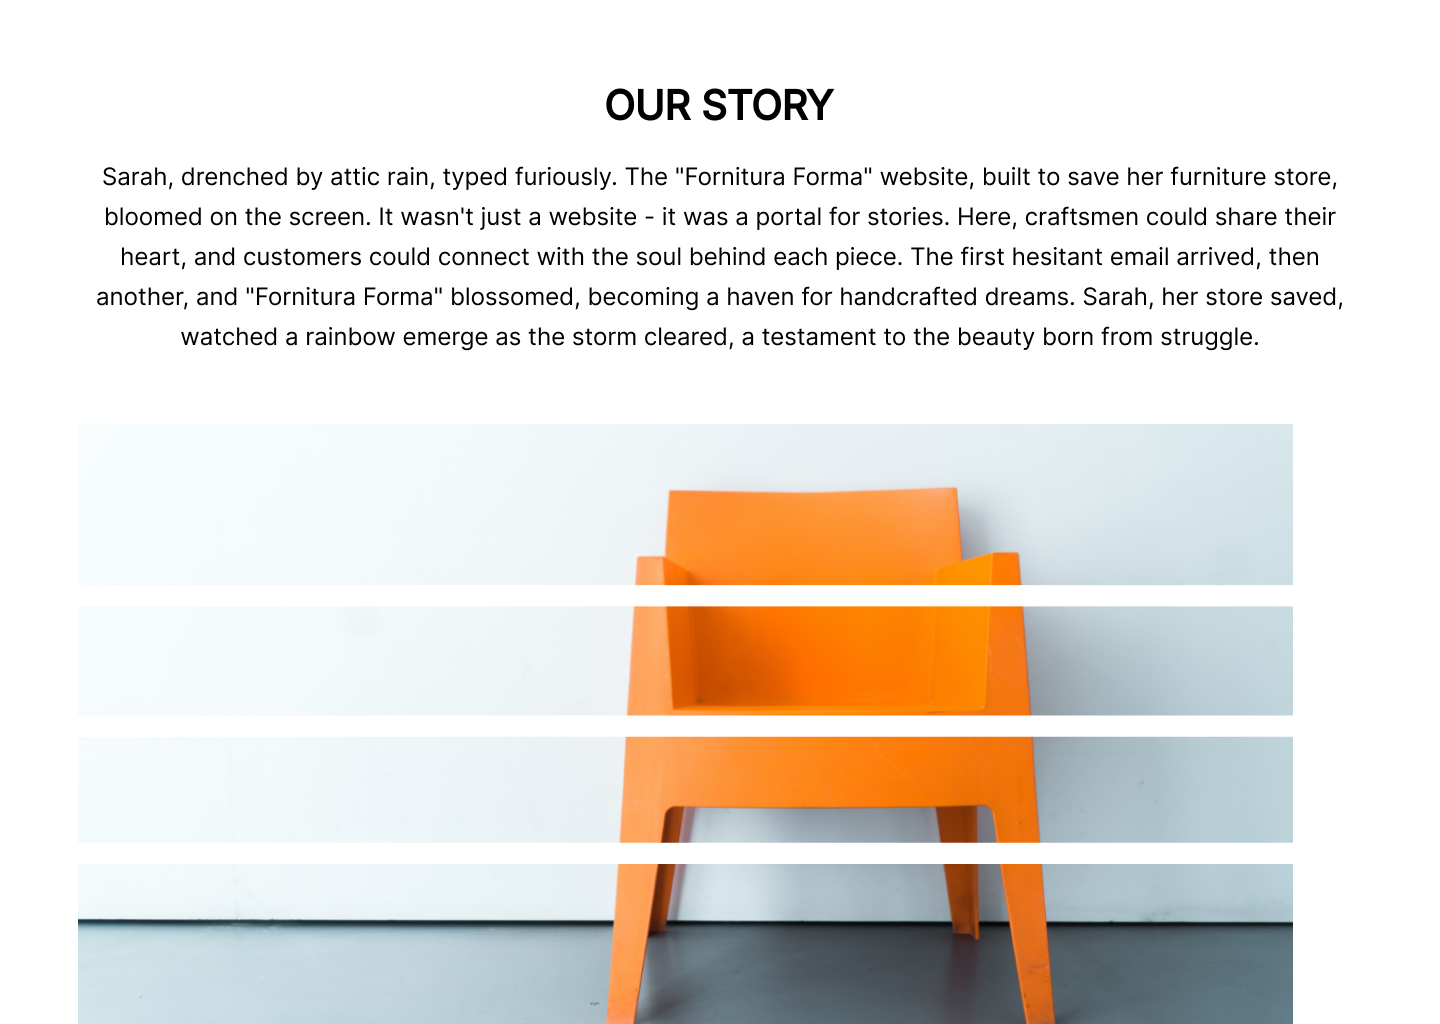 OUR STORY
Sarah, drenched by attic rain, typed furiously. The "Fornitura Forma" website, built to save her furniture store,
bloomed on the screen. It wasn't just a website - it was a portal for stories. Here, craftsmen could share their
heart, and customers could connect with the soul behind each piece. The first hesitant email arrived, then
another, and "Fornitura Forma" blossomed, becoming a haven for handcrafted dreams. Sarah, her store saved,
watched a rainbow emerge as the storm cleared, a testament to the beauty born from struggle.